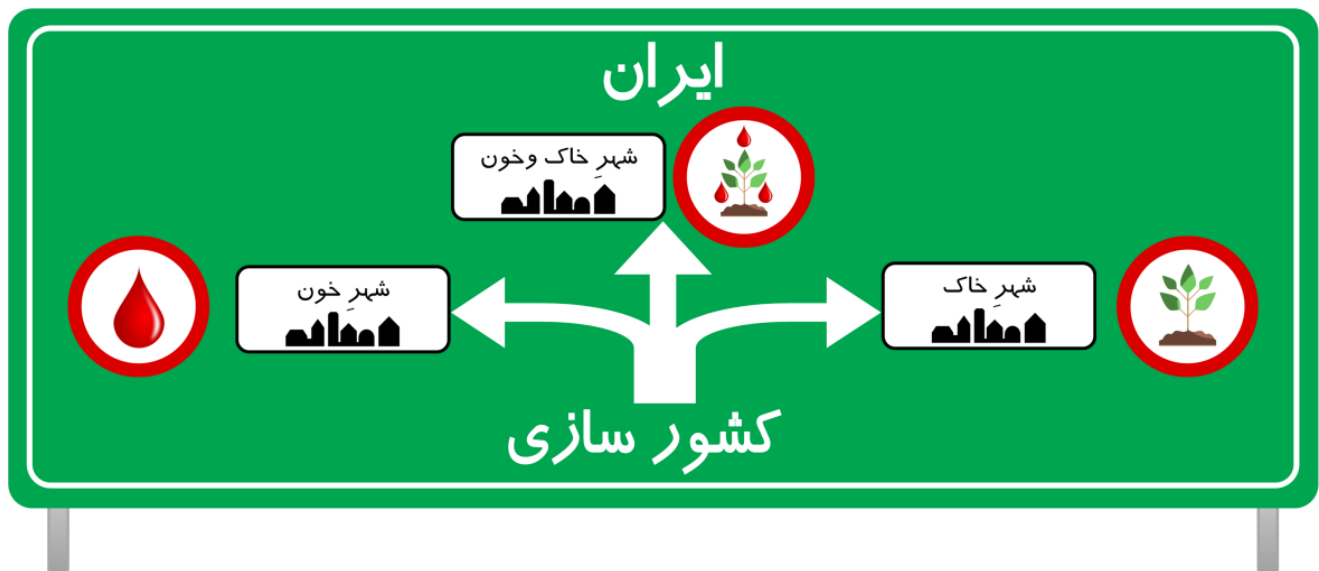 ایران
شهرِ خاک وخون
شهرِ خاک
شهرِ خون
کشور سازی